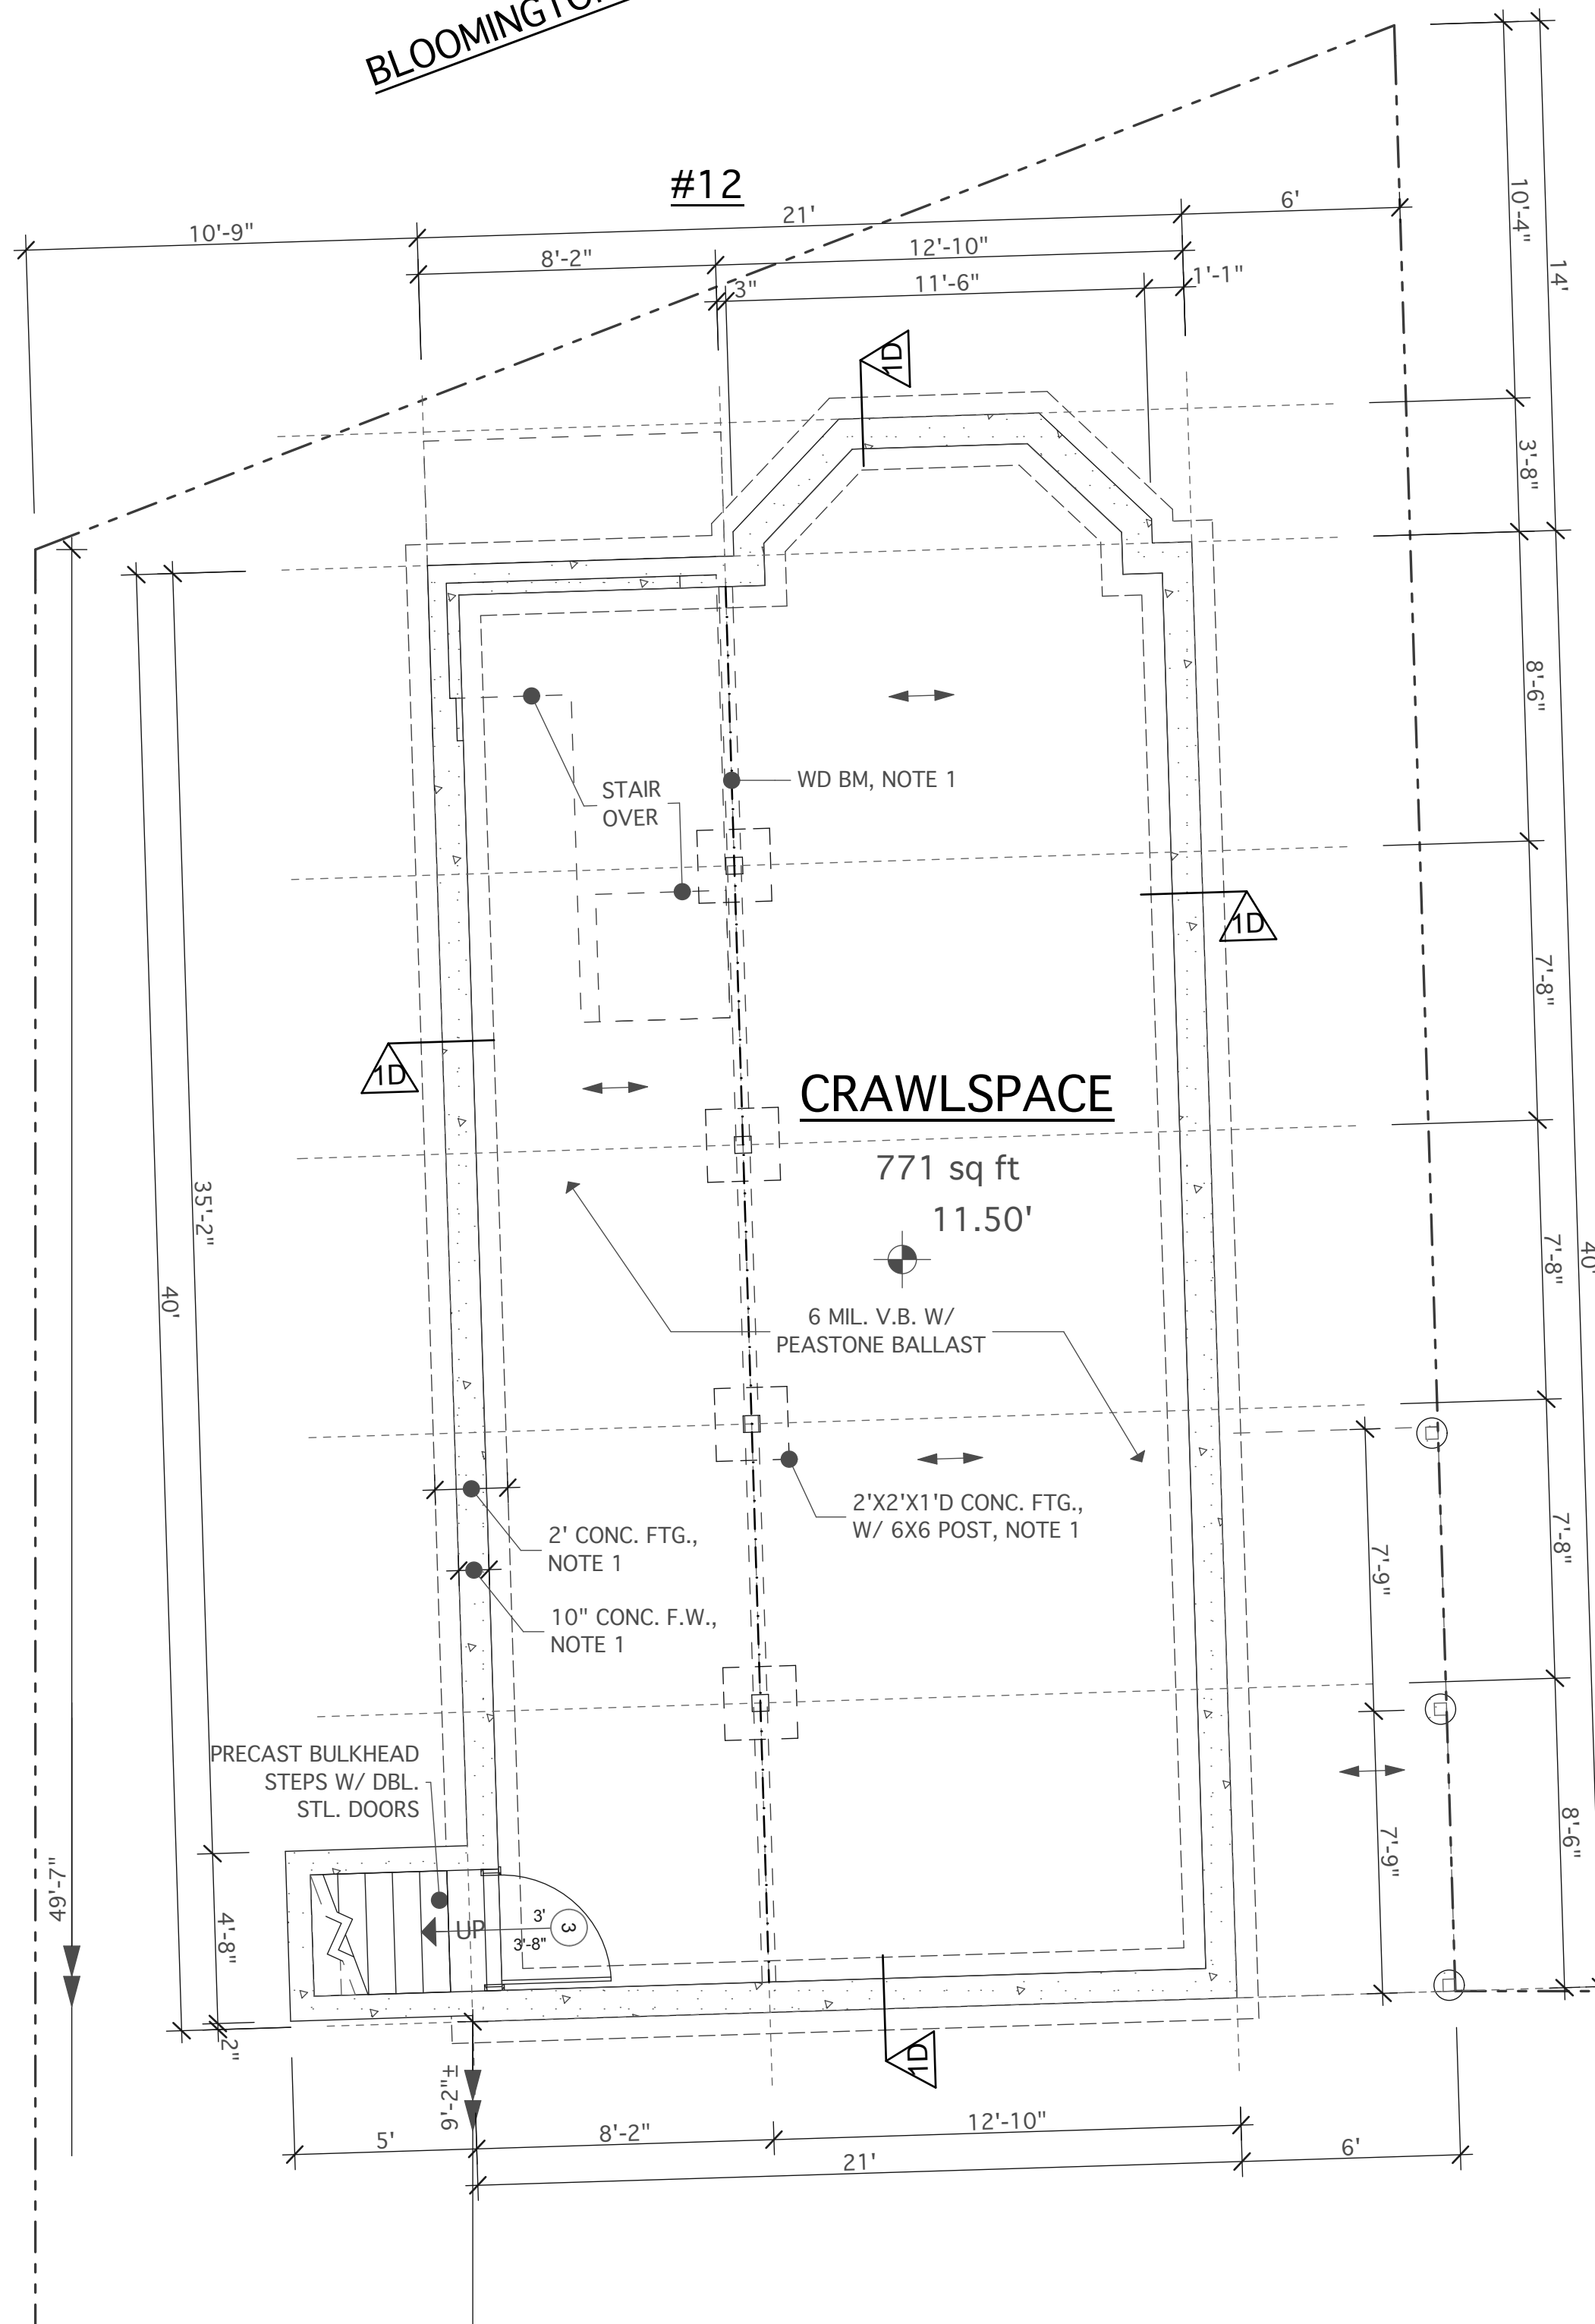 BLOOMINGTO
#12
10'-9"
21'
6'
8'-2"
12'-10"
3"
11'-6"
1'-1"
10'-4"
14'
3'-8"
1D
8'-6"
STAIR
OVER
WD BM, NOTE 1
1D
7'-8"
1D
CRAWLSPACE
771 sq ft
11.50'
35'-2"
40'
7'-8"
40'
6 MIL. V.B. W/
PEASTONE BALLAST
2'X2'X1'D CONC. FTG.,
W/ 6X6 POST, NOTE 1
2' CONC. FTG.,
NOTE 1
10" CONC. F.W.,
NOTE 1
7'-9"
7'-8"
PRECAST BULKHEAD
STEPS W/ DBL.
STL. DOORS
49'-7"
4'-8"
UP
3'
3'-8"
3
7'-9"
8'-6"
2"
1D
9'-2"±
5'
8'-2"
12'-10"
21'
6'